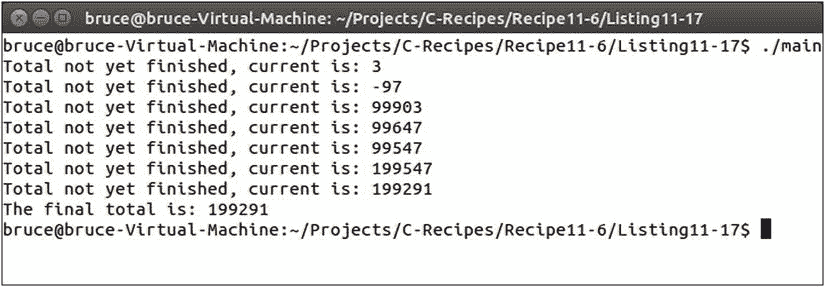 bruce@bruce-Virtual-Machine: ~/Projects/C-Recipes/Recipe11-6/Listing11-17
bruce@bruce-Virtual-Machine:~/Projects/C-Recipes/Recipe11-6/Listing11-17$ ./main
Total not yet finished, current is: 3
Total not yet finished, current is: -97
Total not yet finished, current is: 99903
Total not yet finished, current is: 99647
Total not yet finished, current is: 99547
Total not yet finished, current is: 199547
Total not yet finished, current is: 199291
The final total is: 199291
bruce@bruce-Virtual-Machine:~/Projects/C-Recipes/Recipe11-6/Listing11-17$